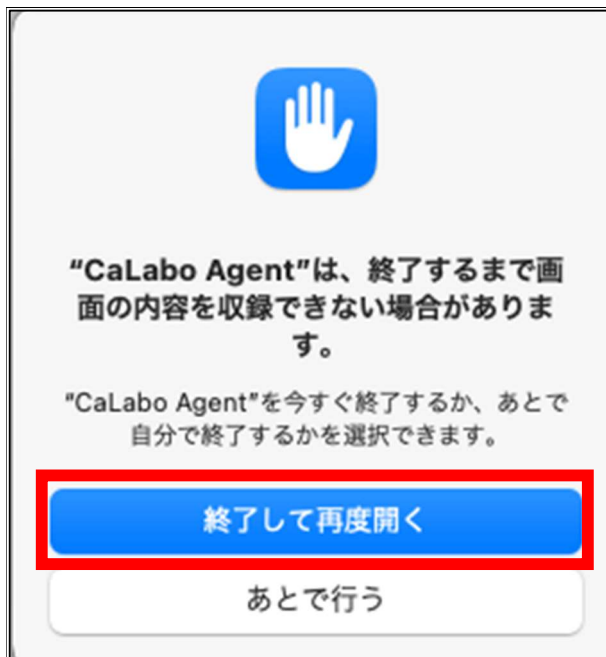 “CaLabo Agent”は、終了するまで画
面の内容を収録できない場合がありま
す。
“CaLabo Agent”を今すぐ終了するか、あとで
自分で終了するかを選択できます。
終了して再度開く
あとで行う